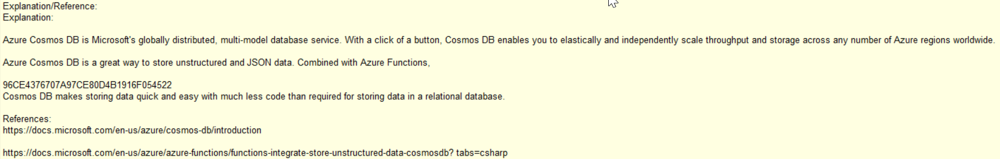 Explanation/Reference:
Explanation:
Azure Cosmos DB is Microsoft's globally distributed, multi-model database service. With a click of a button, Cosmos DB enables you to elastically and independently scale throughput and storage across any number of Azure regions worldwide.
Azure Cosmos DB is a great way to store unstructured and JSON data. Combined with Azure Functions,
96CE4376707A97CE80D4B1916F054522
Cosmos DB makes storing data quick and easy with much less code than required for storing data in a relational database.
References:
https://docs.microsoft.com/en-us/azure/cosmos-db/introduction
https://docs.microsoft.com/en-us/azure/azure-functions/functions-integrate-store-unstructured-data-cosmosdb? tabs=csharp